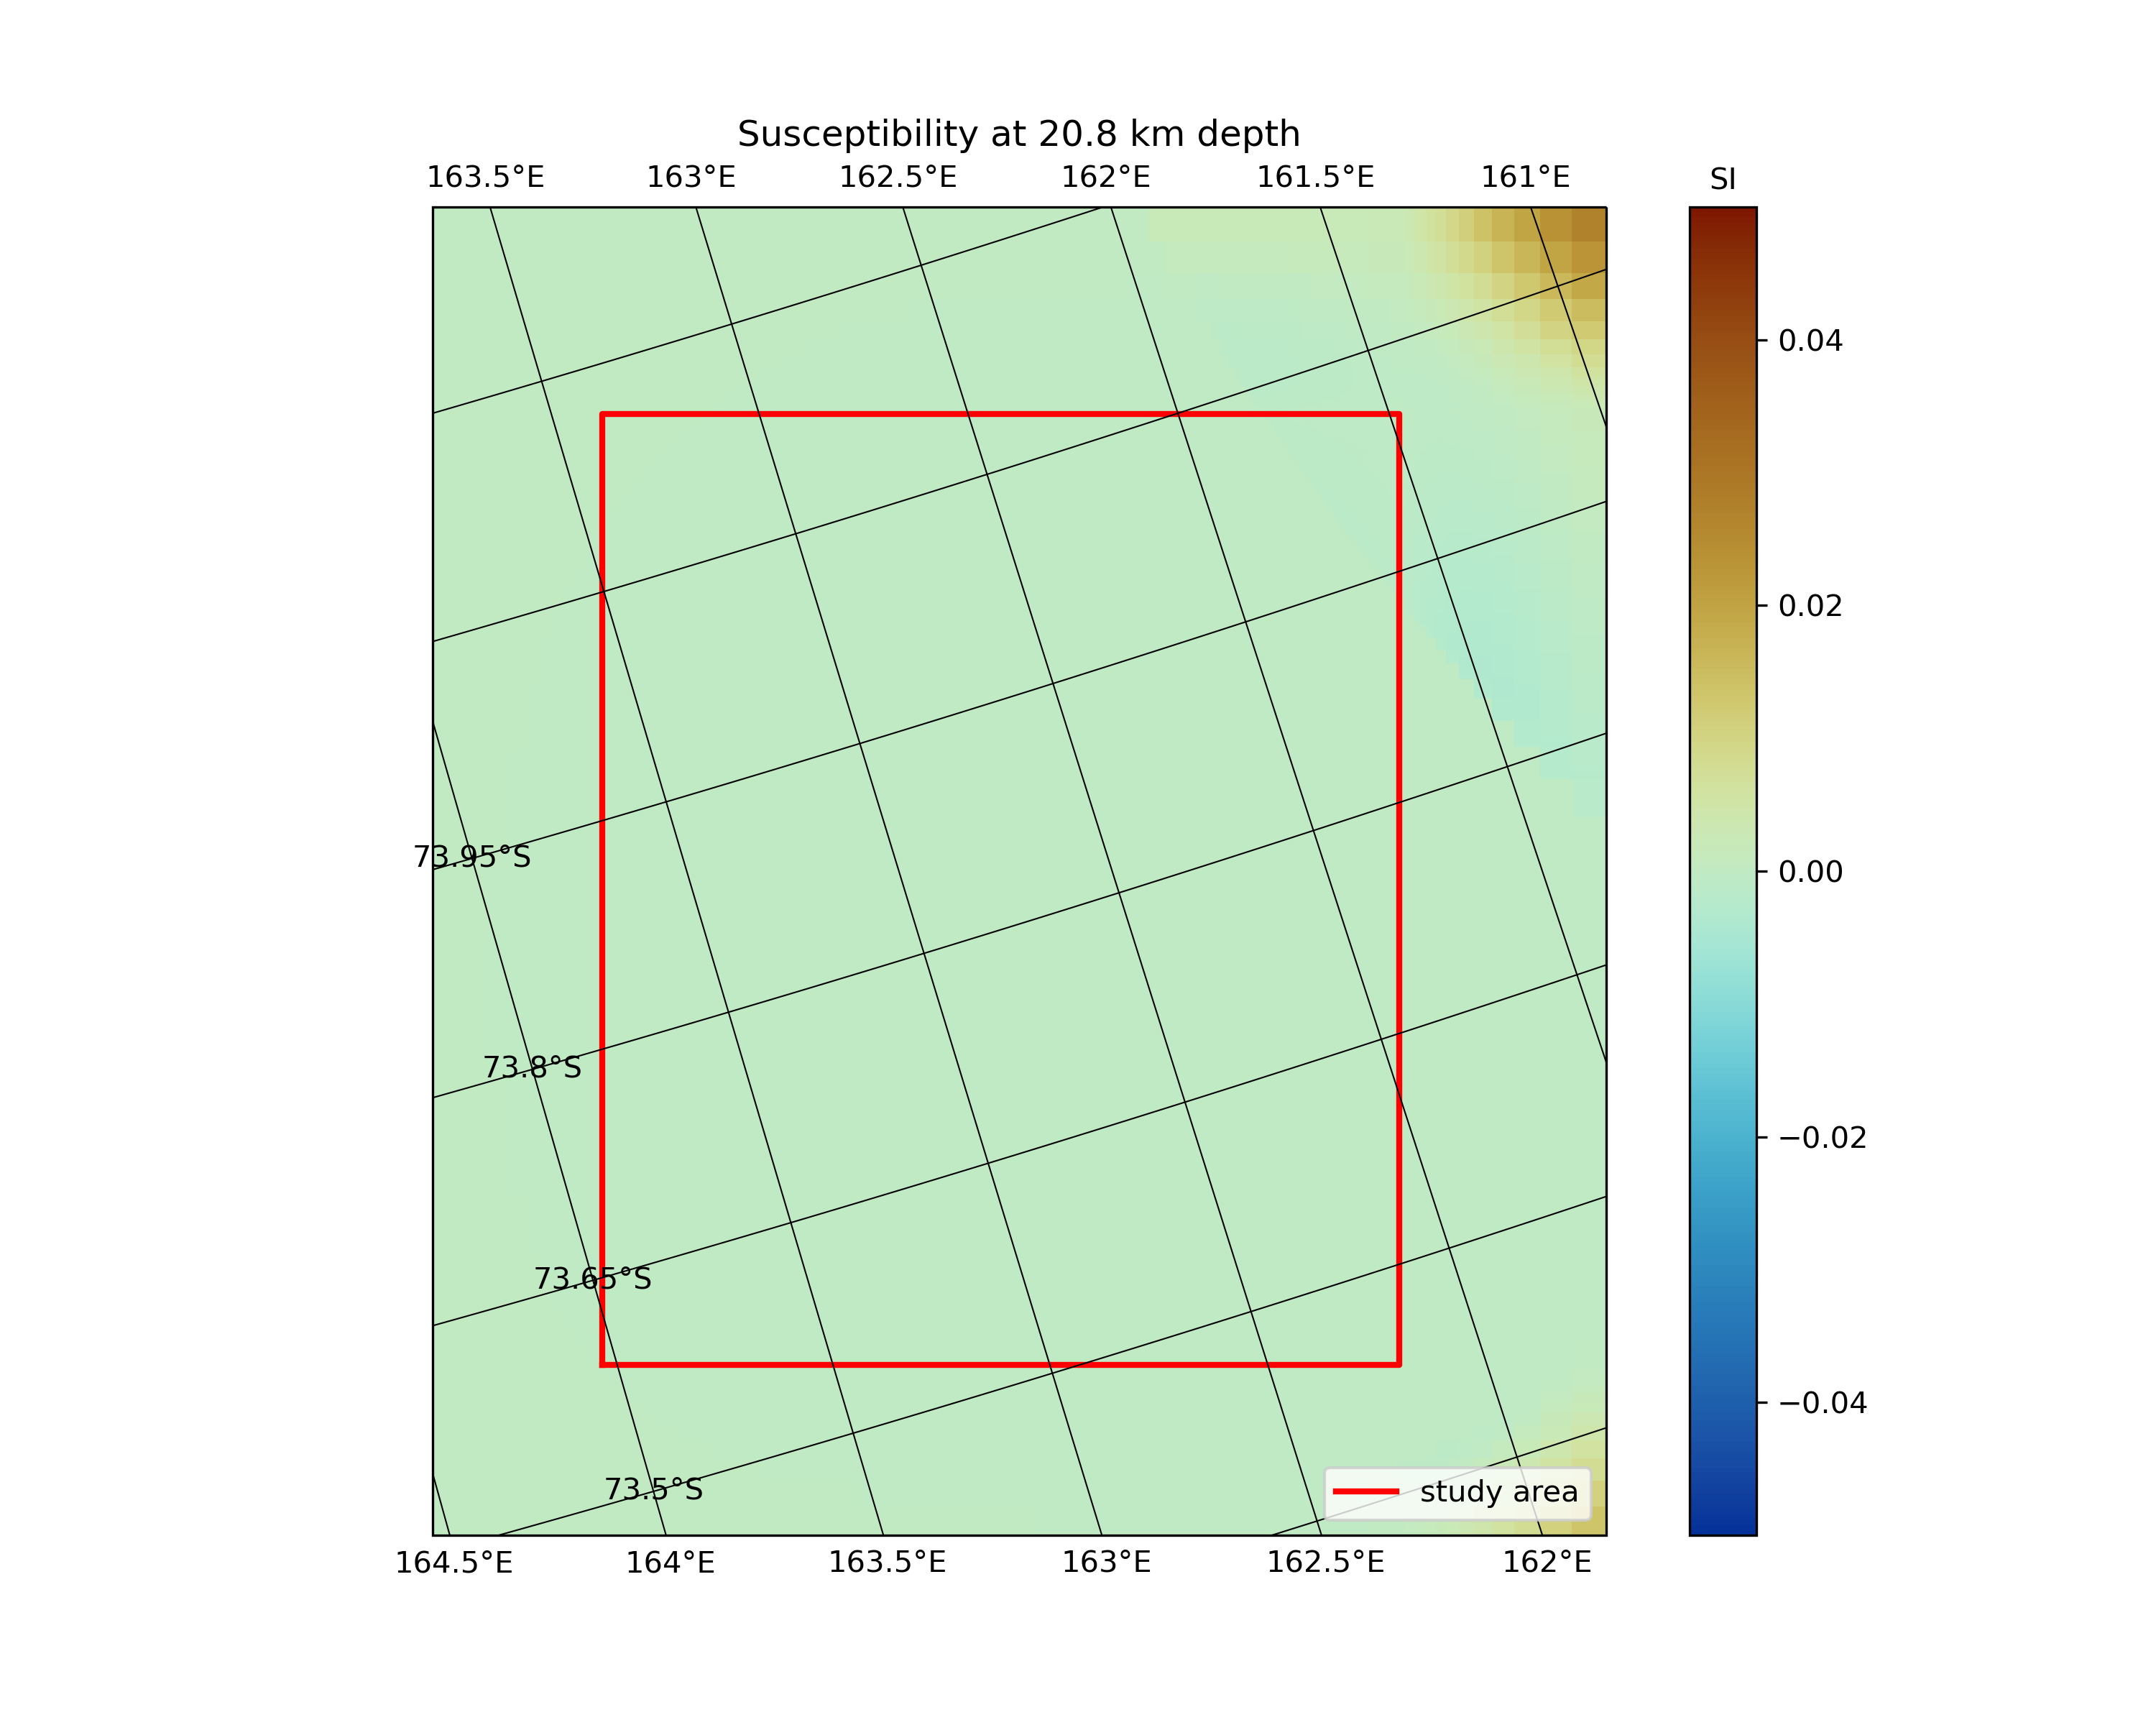 Susceptibility at 20.8 km depth
163.5°E 163°E 162.5°E 162°E 161.5°E 161°E
SI
0.04
0.02
0.00
−0.02
−0.04
73.95°S
73.8°S
73.65°S
73.5°S
study area
164.5°E 164°E 163.5°E 163°E 162.5°E 162°E